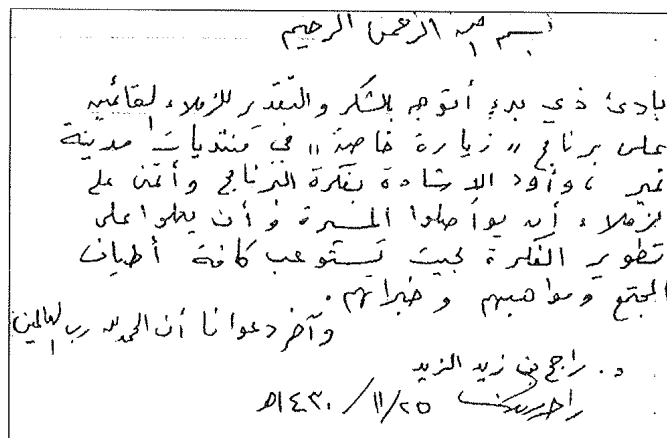 بسم الله الرحمن الرحيم
بادئ ذي بدء أتوجه بالشكر والتقدير للزملاء القائمين
على برنامج "زيارة خاصة" في منتديات مدينة
تمير ، وأود الإشادة بفكرة البرنامج وأتمنى على
الزملاء أن يواصلوا المسيرة وأن يعملوا على
تطوير الفكرة بحيث تستوعب كافة أطياف
المجتمع ومواهبهم وخبراتهم .
وآخر دعوانا أن الحمد لله رب العالمين
د. راجح بن زيد الزيد
١٤٣٠/١١/٢٥هـ